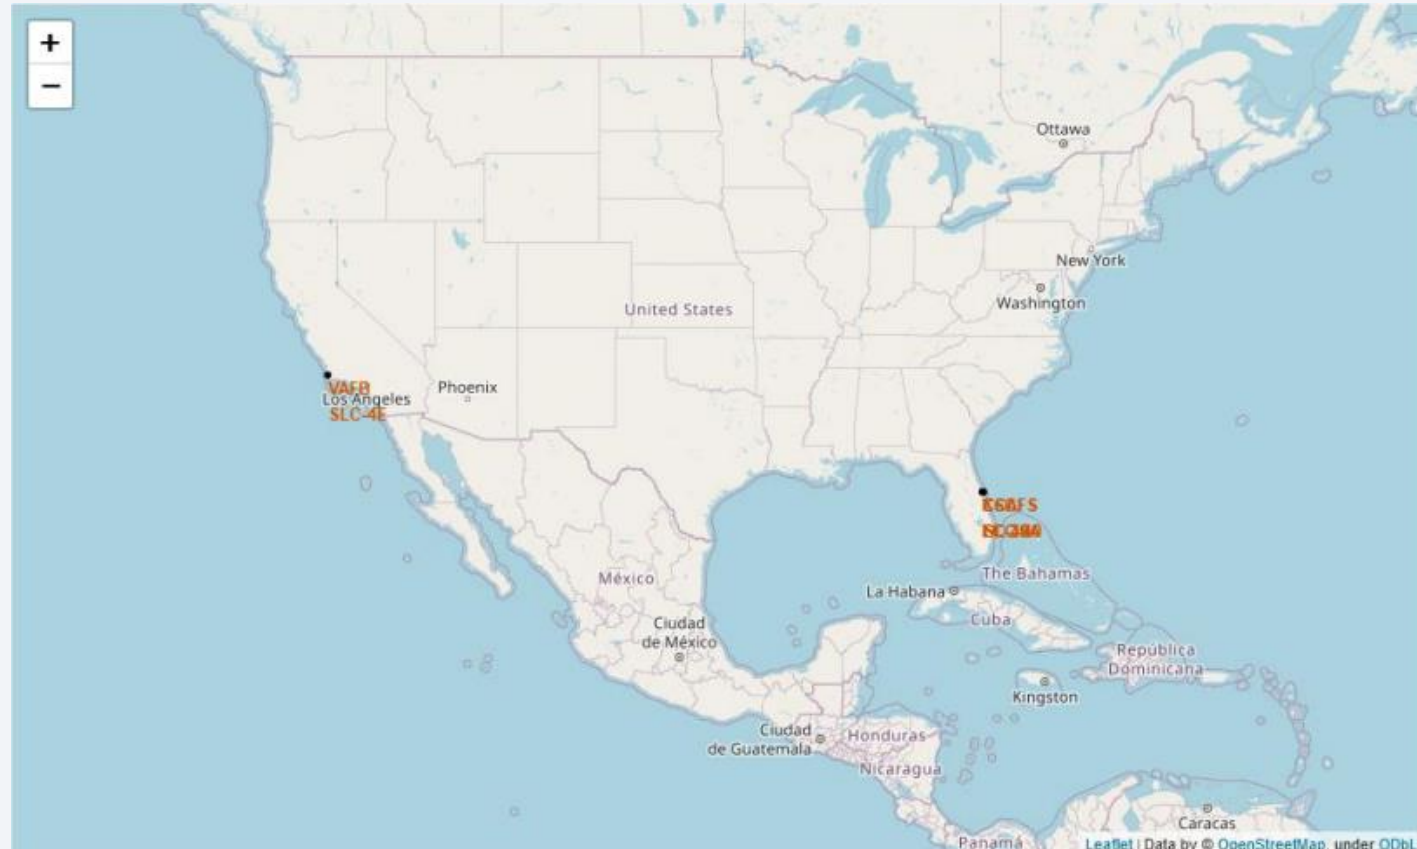 +
−
Ottawa
New York
Washington
United States
VAFB
Los Angeles
SLC-4E
Phoenix
The Bahamas
La Habana
Cuba
México
Ciudad
de México
República
Dominicana
Kingston
Ciudad
de Guatemala
Honduras
Nicaragua
Caracas
Panamá
Leaflet | Data by © OpenStreetMap, under ODbL